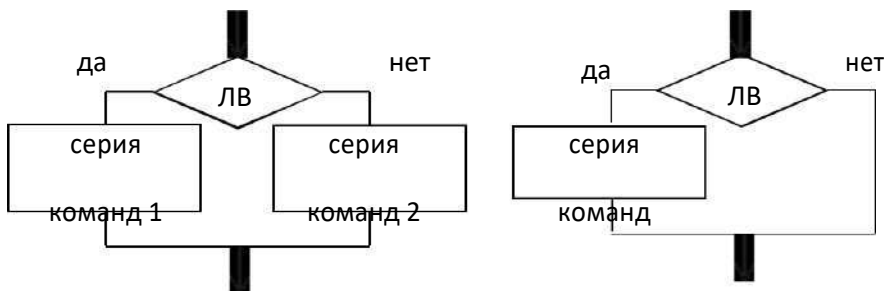 да
нет
ЛВ
серия
команд 1
серия
команд 2
да
нет
ЛВ
серия
команд